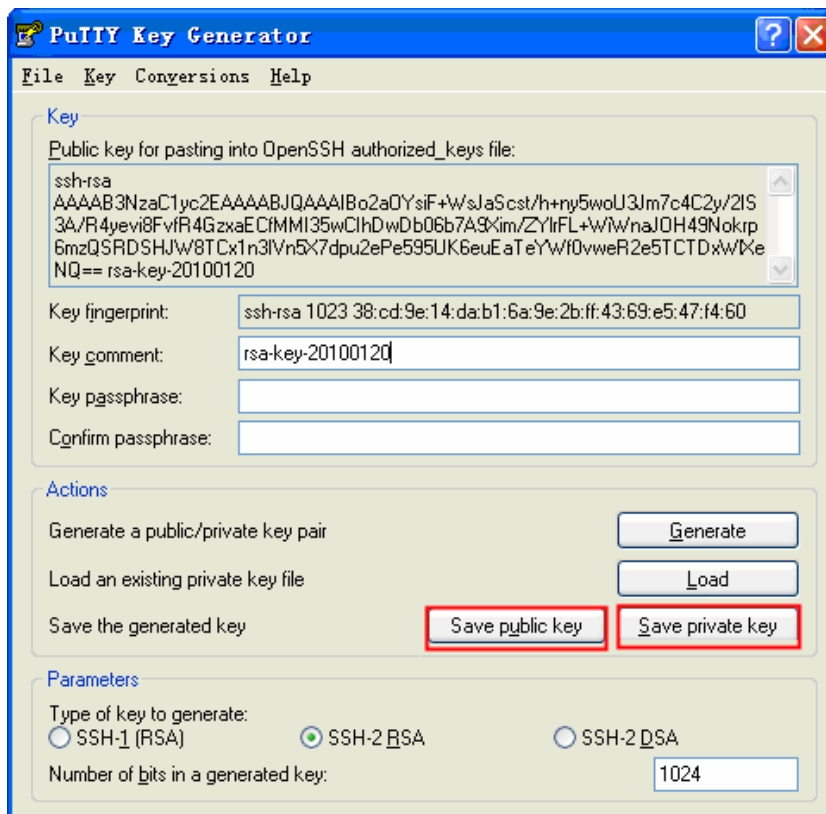 PuTTY Key Generator
File Key Conversions Help
Key
Public key for pasting into OpenSSH authorized_keys file:
ssh-rsa
AAAAB3NzaC1yc2EAAAABJQAAAIBo2aOYsiF+WsJaScst/h+ny5woU3Jm7c4C2y/2lS
3A/R4yevi8FvfR4GzxaECfMMI35wClhDwDb06b7A9Xim/ZYlrFL+WiWnaJOH49Nokrp
6mzQSRDSHJW8TCx1n3lVn5X7dpu2ePe595UK6euEaTeYWf0vweR2e5TCTDxWlXe
NQ== rsa-key-20100120
Key fingerprint: ssh-rsa 1023 38:cd:9e:14:da:b1:6a:9e:2b:ff:43:69:e5:47:f4:60
Key comment: rsa-key-20100120
Key passphrase:
Confirm passphrase:
Actions
Generate a public/private key pair Generate
Load an existing private key file Load
Save the generated key Save public key Save private key
Parameters
Type of key to generate:
SSH-1 (RSA) SSH-2 RSA SSH-2 DSA
Number of bits in a generated key: 1024